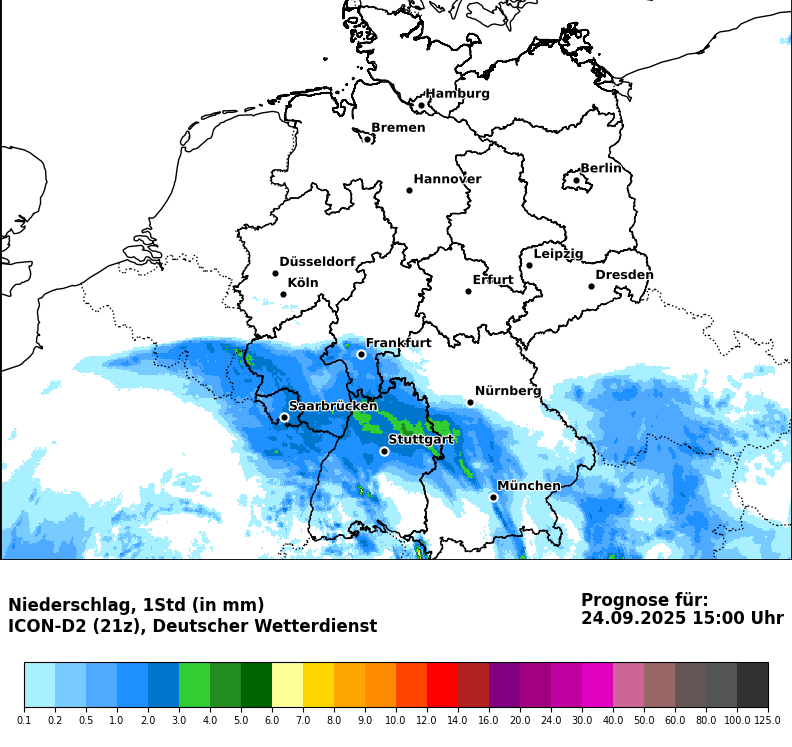 Hamburg
Bremen
Berlin
Hannover
Leipzig
Düsseldorf
Dresden
Köln
Erfurt
Frankfurt
Nürnberg
Saarbrücken
Stuttgart
München
Niederschlag, 1Std (in mm)
ICON-D2 (21z), Deutscher Wetterdienst
Prognose für:
24.09.2025 15:00 Uhr
0.1 0.2 0.5 1.0 2.0 3.0 4.0 5.0 6.0 7.0 8.0 9.0 10.0 12.0 14.0 16.0 20.0 24.0 30.0 40.0 50.0 60.0 80.0 100.0 125.0